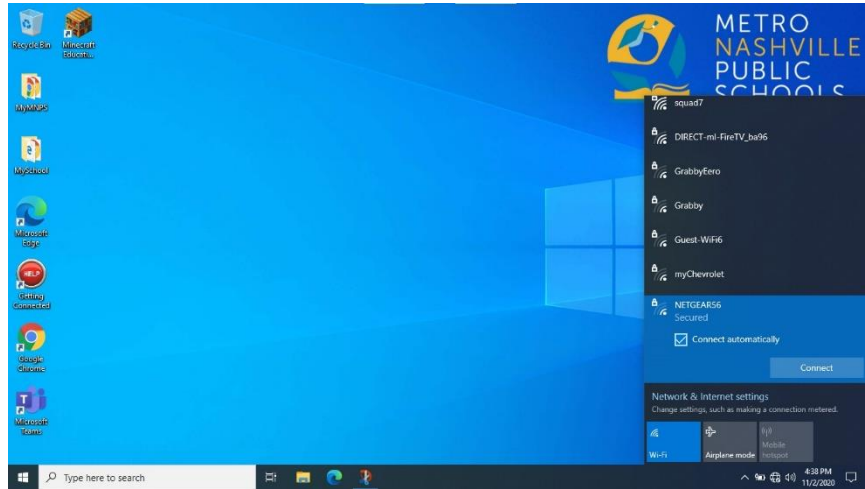 Recycle Bin
Minecraft
Educati...
MyMNPS
MySchool
Microsoft
Edge
HELP
Getting
Connected
Google
Chrome
Microsoft
Teams
METRO
NASHVILLE
PUBLIC
SCHOOLS
squad7
DIRECT-ml-FireTV_ba96
GrabbyEero
Grabby
Guest-WiFi6
myChevrolet
NETGEAR56
Secured
Connect automatically
Connect
Network & Internet settings
Change settings, such as making a connection metered.
Wi-Fi
Airplane mode
Mobile
hotspot
Type here to search
4:38 PM
11/2/2020